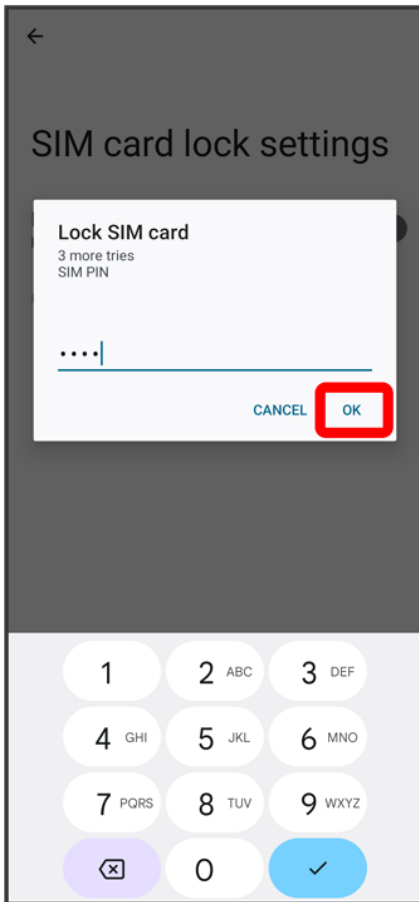 SIM card lock settings
Lock SIM card
3 more tries
SIM PIN
CANCEL OK
1 2 ABC 3 DEF
4 GHI 5 JKL 6 MNO
7 PQRS 8 TUV 9 WXYZ
0